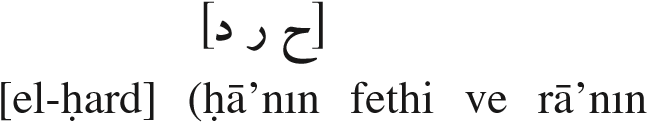 [ح ر د]
[el-ḥard] (ḥā’nın fethi ve rā’nın